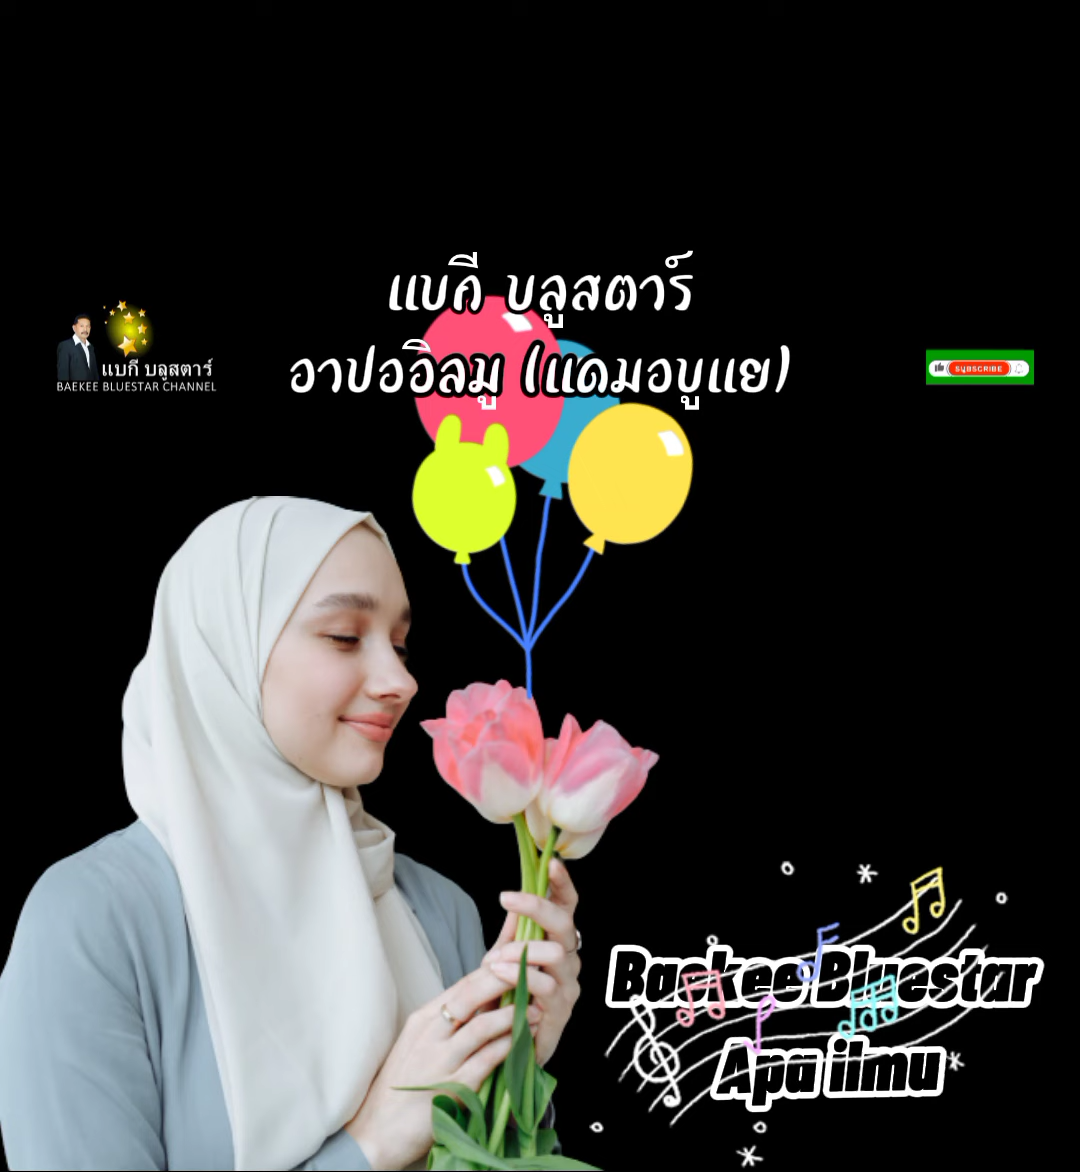 แบกี บลูสตาร์
อาปออิลมู (แดมอบูแย)
แบกี บลูสตาร์
BAEKEE BLUESTAR CHANNEL
SUBSCRIBE
Baekee Bluestar
Apa ilmu